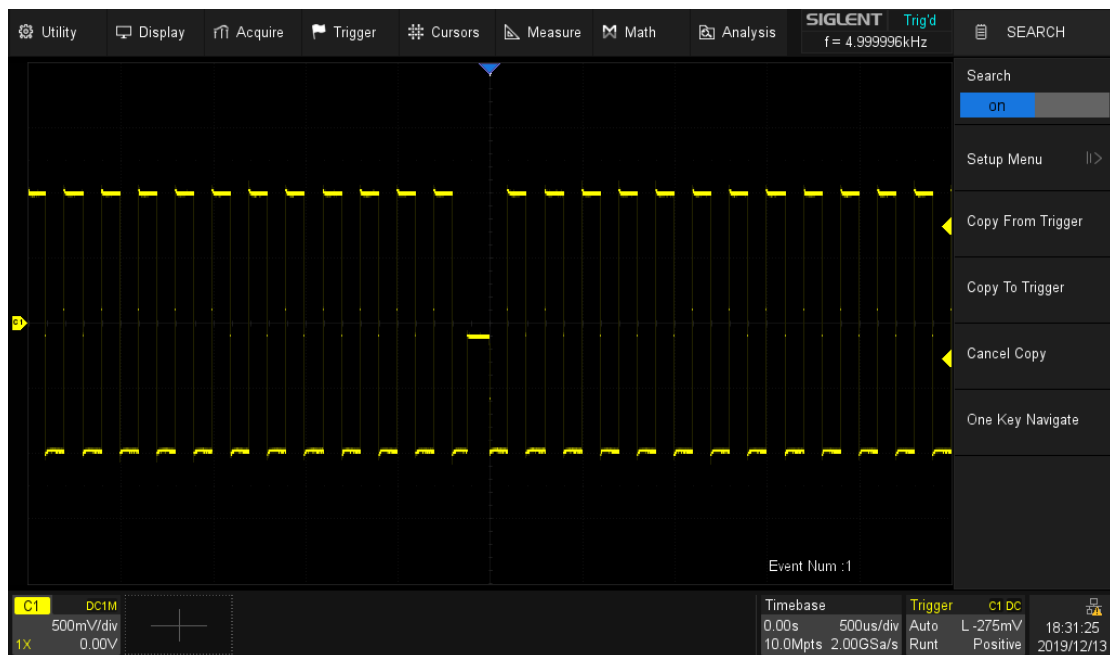 Utility Display Acquire Trigger Cursors Measure Math Analysis
SIGLENT Trig'd
f = 4.999996kHz
SEARCH
Search
on
Setup Menu
Copy From Trigger
Copy To Trigger
Cancel Copy
One Key Navigate
C1
Event Num :1
C1 DC1M
500mV/div
1X 0.00V
Timebase
0.00s 500us/div
10.0Mpts 2.00GSa/s
Trigger C1 DC
Auto L -275mV
Runt Positive
18:31:25
2019/12/13